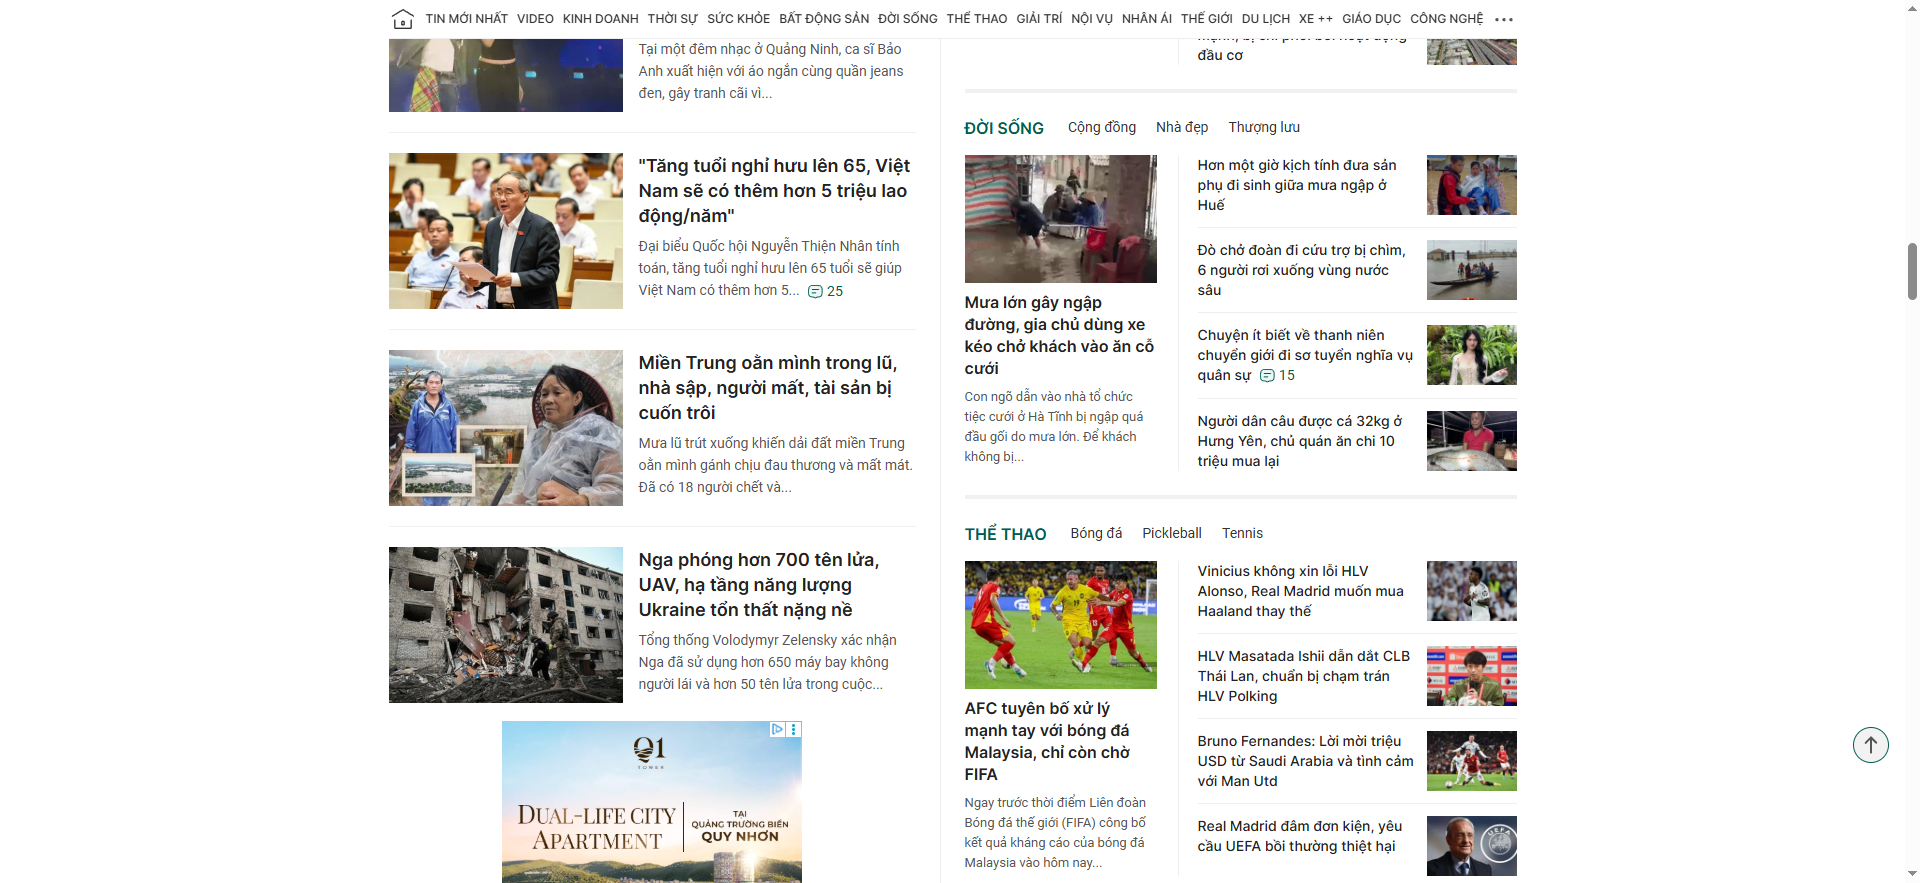 TIN MỚI NHẤT VIDEO KINH DOANH THỜI SỰ SỨC KHỎE BẤT ĐỘNG SẢN ĐỜI SỐNG THỂ THAO GIẢI TRÍ NỘI VỤ NHÂN ÁI THẾ GIỚI DU LỊCH XE ++ GIÁO DỤC CÔNG NGHỆ
Tại một đêm nhạc ở Quảng Ninh, ca sĩ Bảo
Anh xuất hiện với áo ngắn cùng quần jeans
đen, gây tranh cãi vì...
"Tăng tuổi nghỉ hưu lên 65, Việt
Nam sẽ có thêm hơn 5 triệu lao
động/năm"
Đại biểu Quốc hội Nguyễn Thiện Nhân tính
toán, tăng tuổi nghỉ hưu lên 65 tuổi sẽ giúp
Việt Nam có thêm hơn 5... 25
Miền Trung oằn mình trong lũ,
nhà sập, người mất, tài sản bị
cuốn trôi
Mưa lũ trút xuống khiến dải đất miền Trung
oằn mình gánh chịu đau thương và mất mát.
Đã có 18 người chết và...
Nga phóng hơn 700 tên lửa,
UAV, hạ tầng năng lượng
Ukraine tổn thất nặng nề
Tổng thống Volodymyr Zelensky xác nhận
Nga đã sử dụng hơn 650 máy bay không
người lái và hơn 50 tên lửa trong cuộc...
Q1
TOWER
DUAL-LIFE CITY
APARTMENT
TẠI
QUẢNG TRƯỜNG BIỂN
QUY NHƠN
mạnh, bị chi phối bởi hoạt động
đầu cơ
ĐỜI SỐNG Cộng đồng Nhà đẹp Thượng lưu
Mưa lớn gây ngập
đường, gia chủ dùng xe
kéo chở khách vào ăn cỗ
cưới
Con ngõ dẫn vào nhà tổ chức
tiệc cưới ở Hà Tĩnh bị ngập quá
đầu gối do mưa lớn. Để khách
không bị...
Hơn một giờ kịch tính đưa sản
phụ đi sinh giữa mưa ngập ở
Huế
Đò chở đoàn đi cứu trợ bị chìm,
6 người rơi xuống vùng nước
sâu
Chuyện ít biết về thanh niên
chuyển giới đi sơ tuyển nghĩa vụ
quân sự 15
Người dân câu được cá 32kg ở
Hưng Yên, chủ quán ăn chi 10
triệu mua lại
THỂ THAO Bóng đá Pickleball Tennis
AFC tuyên bố xử lý
mạnh tay với bóng đá
Malaysia, chỉ còn chờ
FIFA
Ngay trước thời điểm Liên đoàn
Bóng đá thế giới (FIFA) công bố
kết quả kháng cáo của bóng đá
Malaysia vào hôm nay...
Vinicius không xin lỗi HLV
Alonso, Real Madrid muốn mua
Haaland thay thế
HLV Masatada Ishii dẫn dắt CLB
Thái Lan, chuẩn bị chạm trán
HLV Polking
Bruno Fernandes: Lời mời triệu
USD từ Saudi Arabia và tình cảm
với Man Utd
Real Madrid đâm đơn kiện, yêu
cầu UEFA bồi thường thiệt hại
UEFA